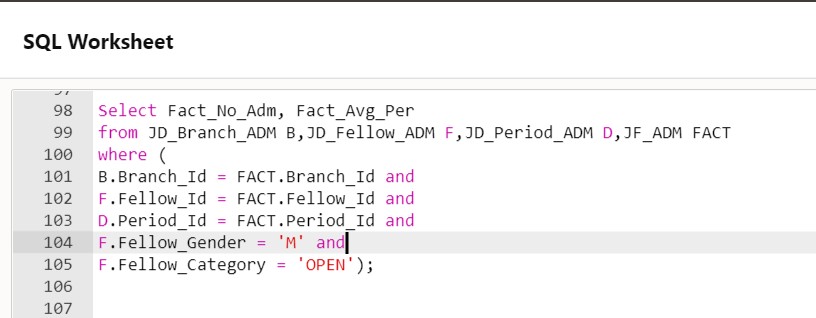 SQL Worksheet
98 Select Fact_No_Adm, Fact_Avg_Per
99 from JD_Branch_ADM B,JD_Fellow_ADM F,JD_Period_ADM D,JF_ADM FACT
100 where (
101 B.Branch_Id = FACT.Branch_Id and
102 F.Fellow_Id = FACT.Fellow_Id and
103 D.Period_Id = FACT.Period_Id and
104 F.Fellow_Gender = 'M' and
105 F.Fellow_Category = 'OPEN');
106
107